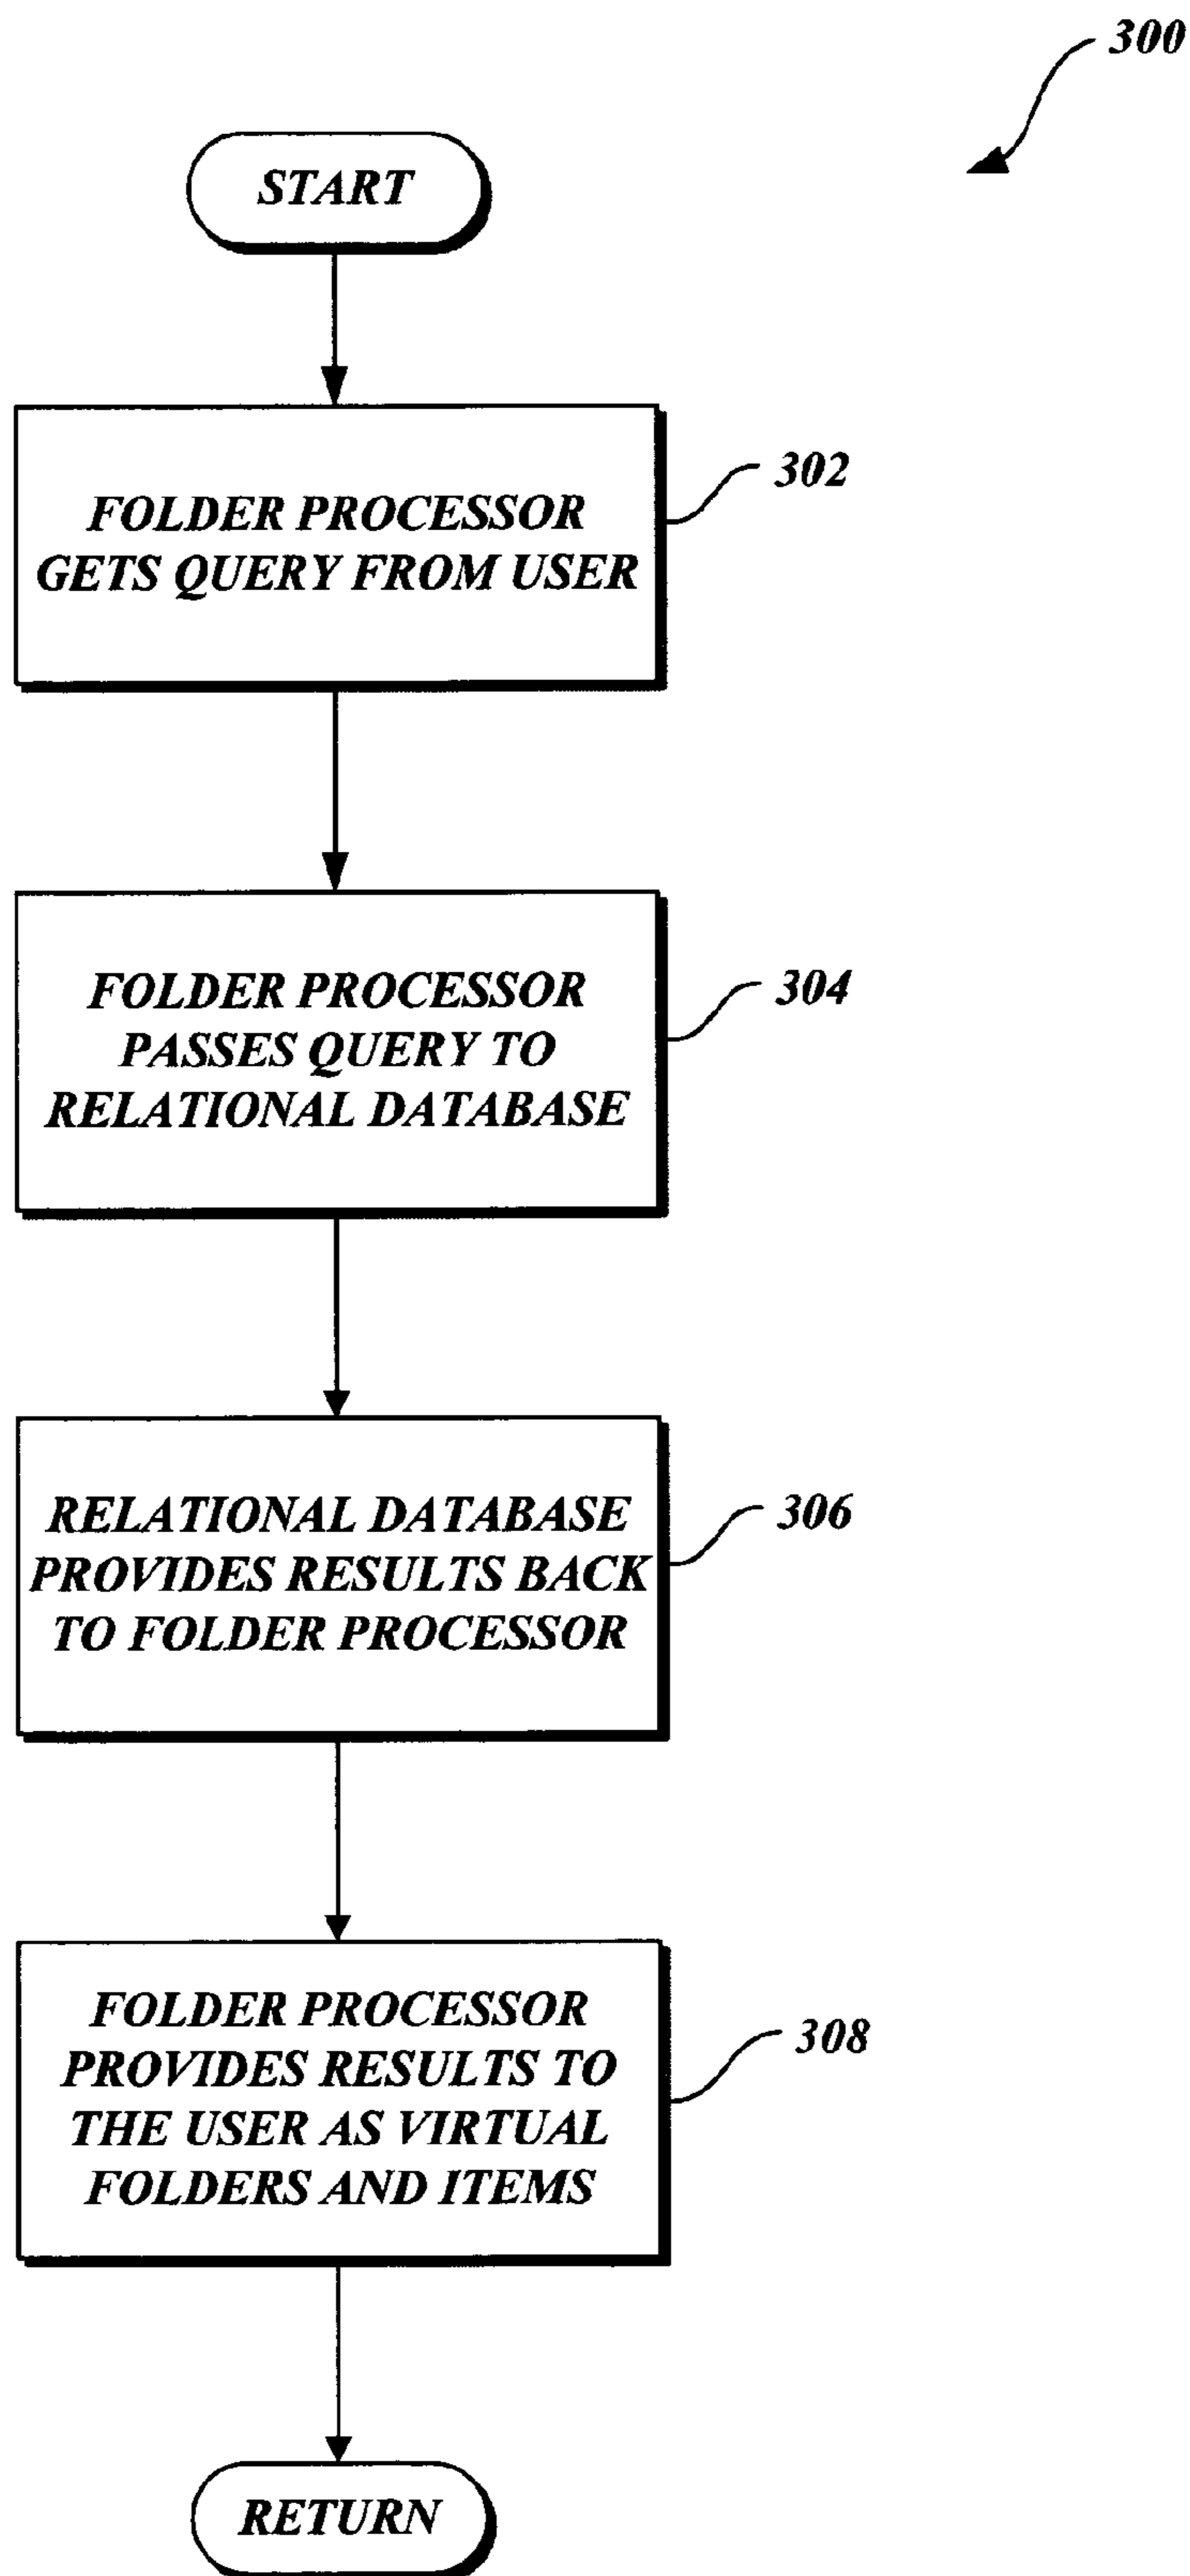 300
START
FOLDER PROCESSOR
GETS QUERY FROM USER
302
FOLDER PROCESSOR
PASSES QUERY TO
RELATIONAL DATABASE
304
RELATIONAL DATABASE
PROVIDES RESULTS BACK
TO FOLDER PROCESSOR
306
FOLDER PROCESSOR
PROVIDES RESULTS TO
THE USER AS VIRTUAL
FOLDERS AND ITEMS
308
RETURN